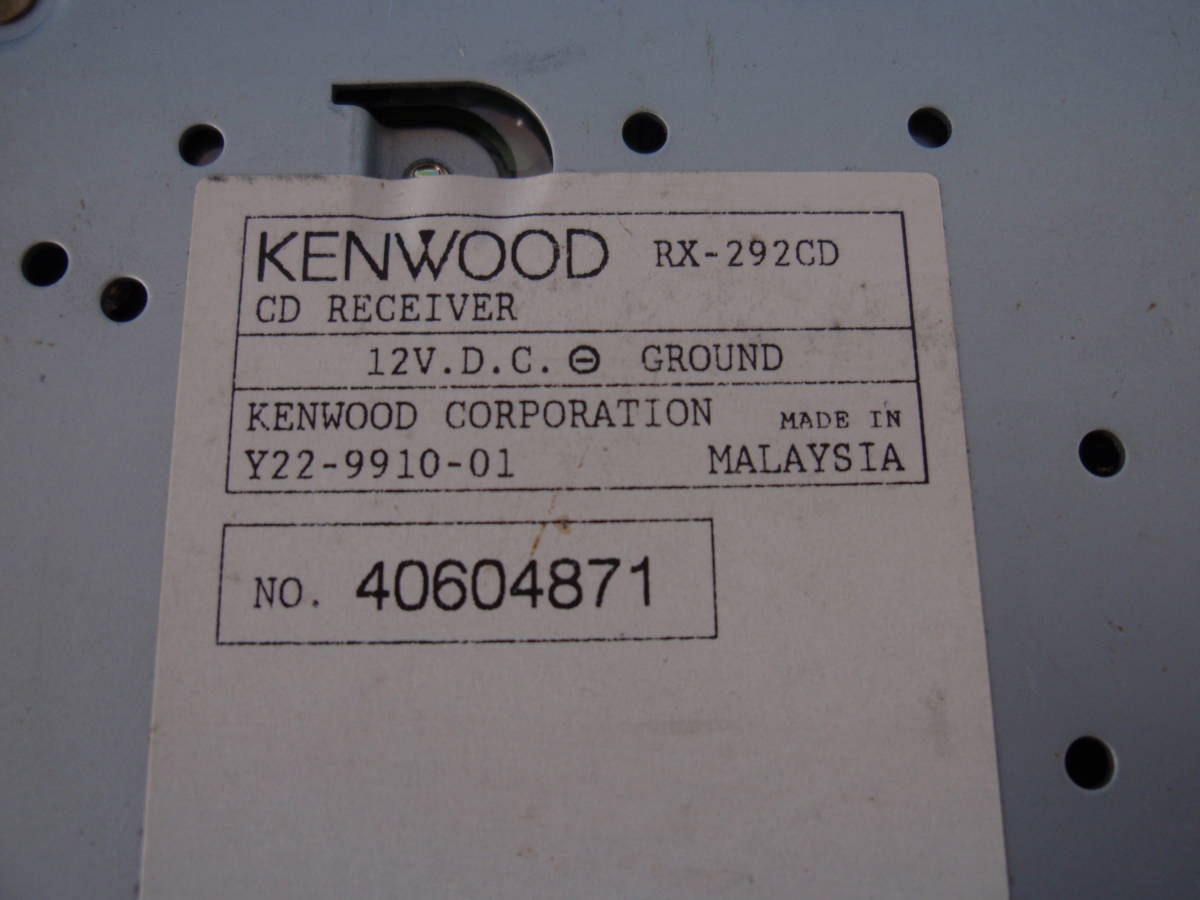 KENWOOD RX-292CD
CD RECEIVER
12V.D.C. ⊖ GROUND
KENWOOD CORPORATION MADE IN
Y22-9910-01 MALAYSIA
NO. 40604871